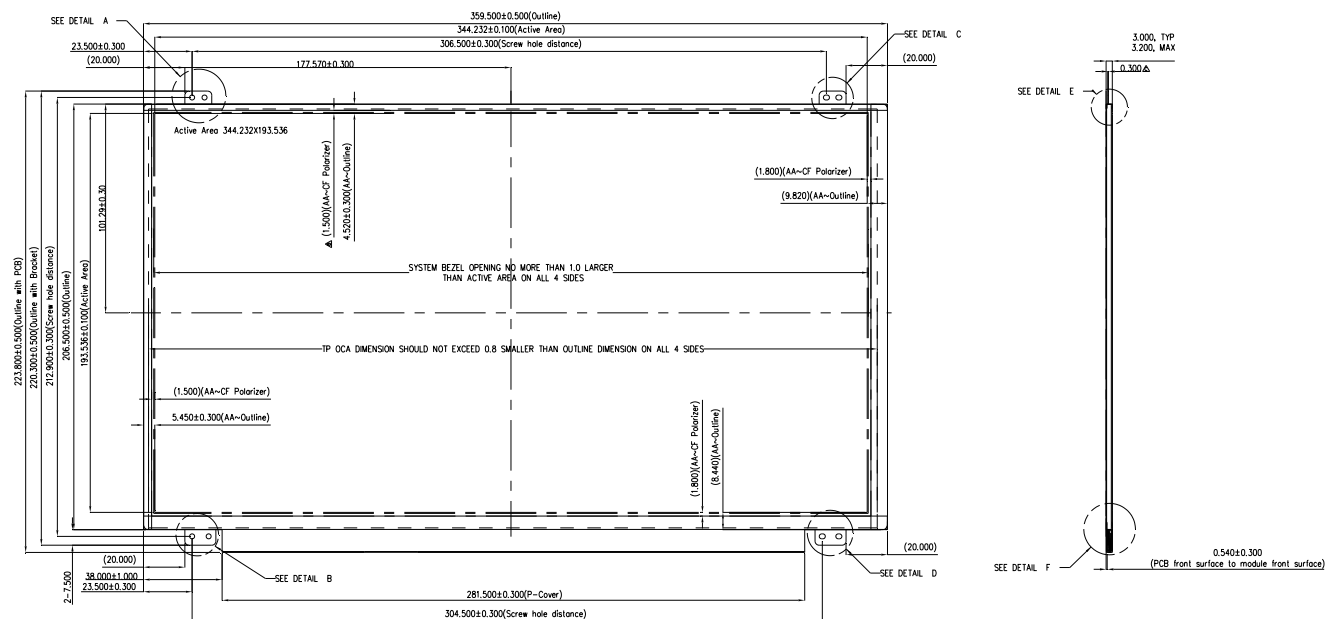 359.500±0.500(Outline)
SEE DETAIL A
344.232±0.100(Active Area)
SEE DETAIL C
23.500±0.300
306.500±0.300(Screw hole distance)
3.000, TYP
3.200, MAX
(20.000)
177.570±0.300
(20.000)
0.300
SEE DETAIL E
Active Area 344.232X193.536
(1.500)(AA~CF Polarizer)
4.520±0.300(AA~Outline)
(1.800)(AA~CF Polarizer)
(9.820)(AA~Outline)
101.29±0.30
223.800±0.500(Outline with PCB)
220.300±0.500(Outline with Bracket)
212.900±0.300(Screw hole distance)
206.500±0.500(Outline)
193.536±0.100(Active Area)
SYSTEM BEZEL OPENING NO MORE THAN 1.0 LARGER
THAN ACTIVE AREA ON ALL 4 SIDES
TP OCA DIMENSION SHOULD NOT EXCEED 0.8 SMALLER THAN OUTLINE DIMENSION ON ALL 4 SIDES
(1.500)(AA~CF Polarizer)
5.450±0.300(AA~Outline)
(1.800)(AA~CF Polarizer)
(8.440)(AA~Outline)
(20.000)
(20.000)
38.000±1.000
23.500±0.300
2-7.500
SEE DETAIL B
SEE DETAIL D
SEE DETAIL F
0.540±0.300
(PCB front surface to module front surface)
281.500±0.300(P-Cover)
304.500±0.300(Screw hole distance)